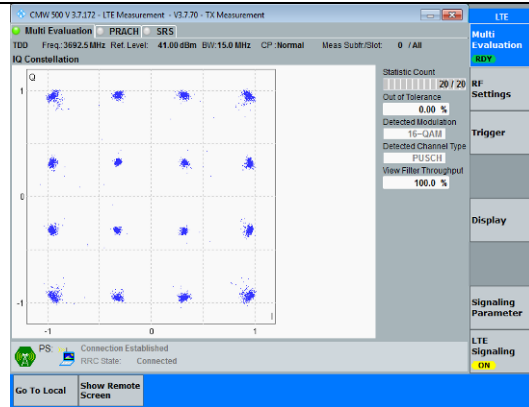 CMW 500 V 3.7.172 - LTE Measurement - V3.7.70 - TX Measurement
LTE
Multi Evaluation PRACH SRS
Multi
Evaluation
RDY
TDD Freq.: 3692.5 MHz Ref. Level: 41.00 dBm BW: 15.0 MHz CP : Normal Meas Subfr./Slot: 0 / All
IQ Constellation
Q
1
0
-1
-1 0 1
I
Statistic Count
20 / 20
Out of Tolerance
0.00 %
Detected Modulation
16-QAM
Detected Channel Type
PUSCH
View Filter Throughput
100.0 %
RF
Settings
Trigger
Display
Signaling
Parameter
LTE
Signaling
ON
PS: Connection Established
RRC State: Connected
Go To Local
Show Remote
Screen